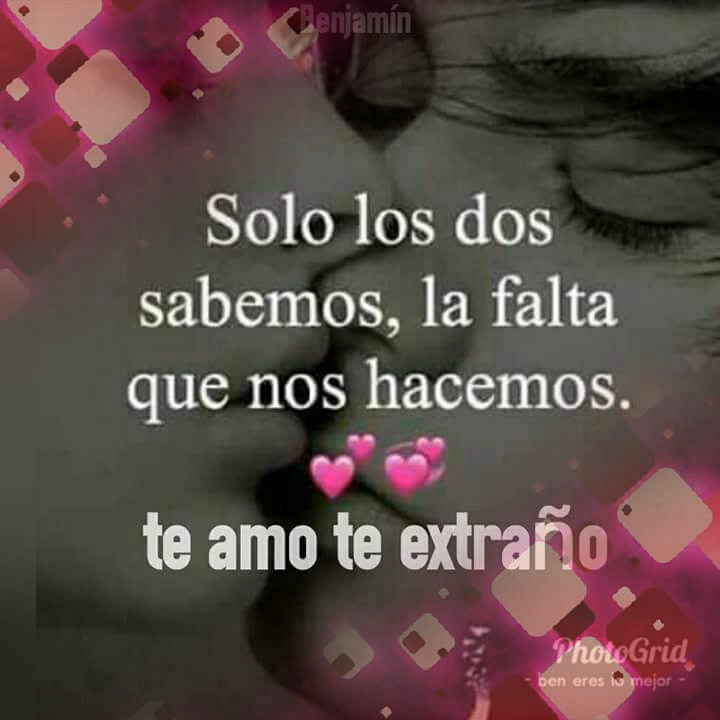 Benjamín
Solo los dos
sabemos, la falta
que nos hacemos.
te amo te extraño
PhotoGrid
- ben eres lo mejor -